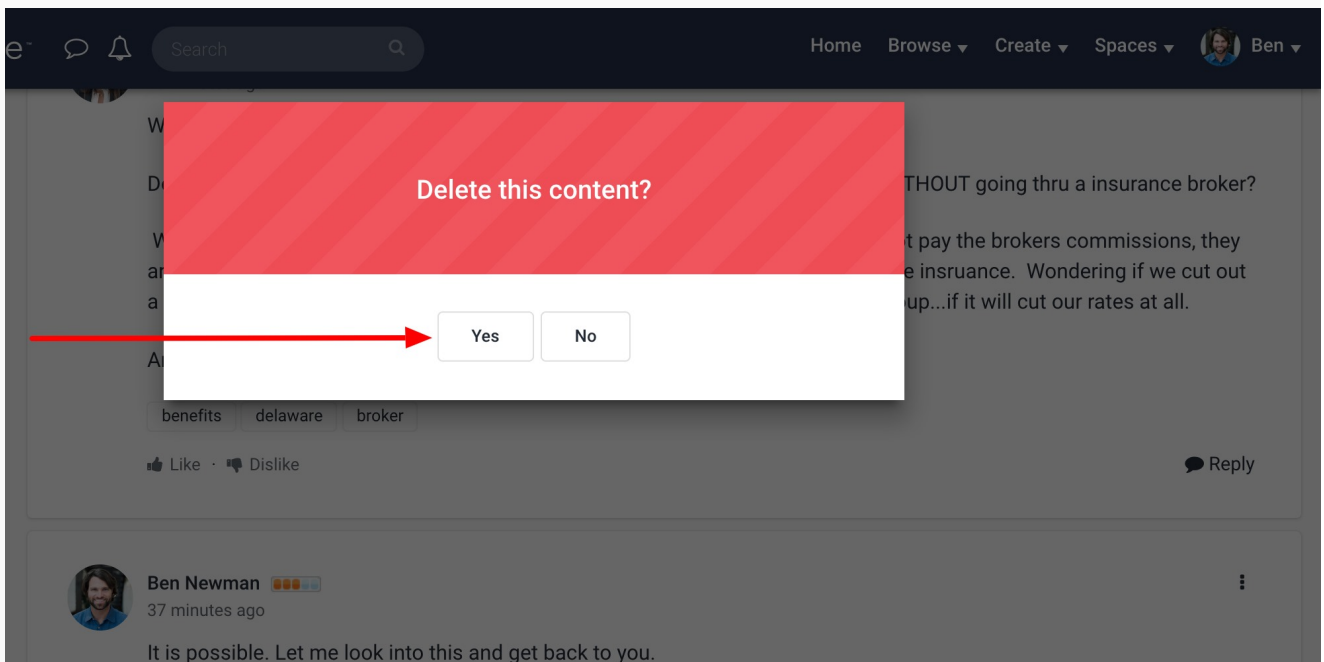 e
Search
Home Browse Create Spaces Ben
W
Delete this content?
THOUT going thru a insurance broker?
W
t pay the brokers commissions, they
e insruance. Wondering if we cut out
a
up...if it will cut our rates at all.
Yes No
benefits delaware broker
Like · Dislike
Reply
Ben Newman
37 minutes ago
It is possible. Let me look into this and get back to you.